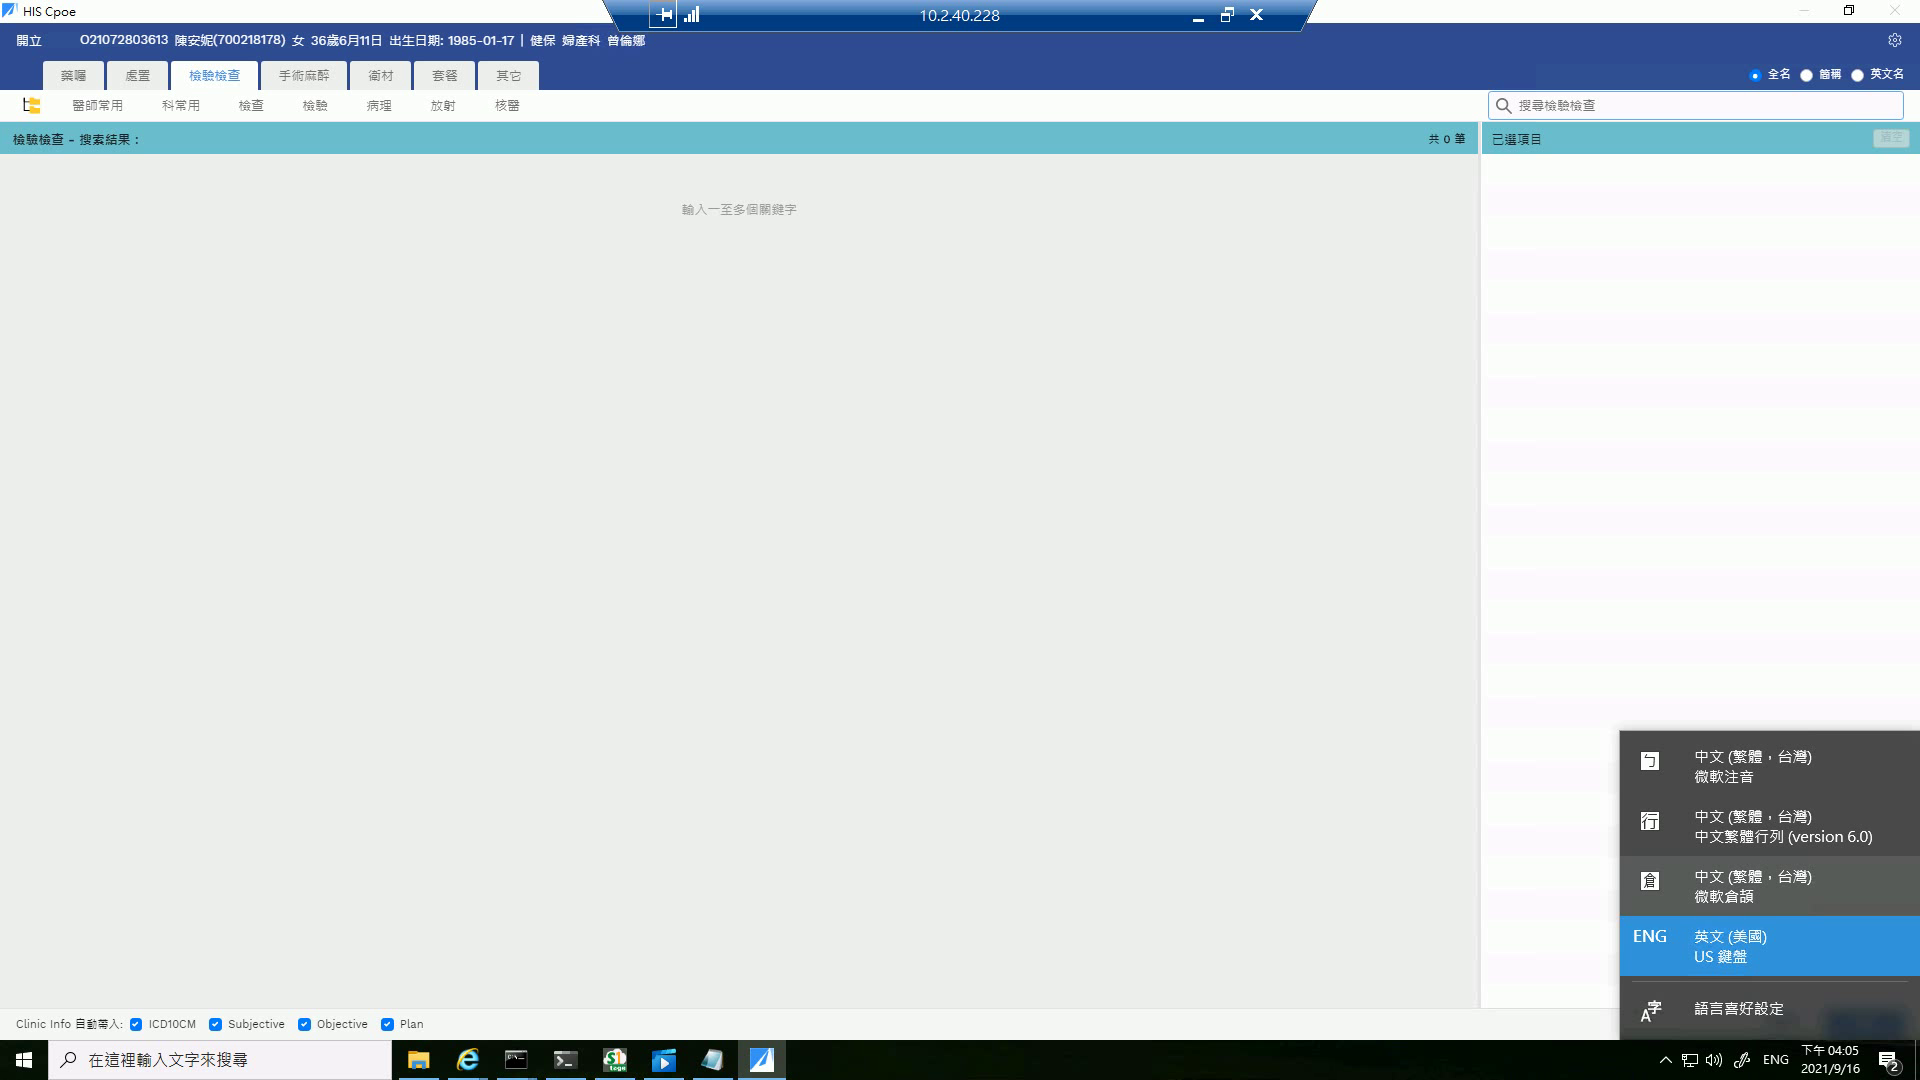 HIS Cpoe
10.2.40.228
開立 O21072803613 陳安妮(700218178) 女 36歲6月11日 出生日期: 1985-01-17 | 健保 婦產科 曾倫娜
藥囑 處置 檢驗檢查 手術麻醉 衛材 套餐 其它
全名 簡稱 英文名
醫師常用 科常用 檢查 檢驗 病理 放射 核醫
搜尋檢驗檢查
檢驗檢查 - 搜索結果：
共 0 筆
已選項目
清空
輸入一至多個關鍵字
ㄅ 中文 (繁體，台灣)
微軟注音
行 中文 (繁體，台灣)
中文繁體行列 (version 6.0)
倉 中文 (繁體，台灣)
微軟倉頡
ENG 英文 (美國)
US 鍵盤
A字 語言喜好設定
Clinic Info 自動帶入: ICD10CM Subjective Objective Plan
在這裡輸入文字來搜尋
ENG
下午 04:05
2021/9/16
2